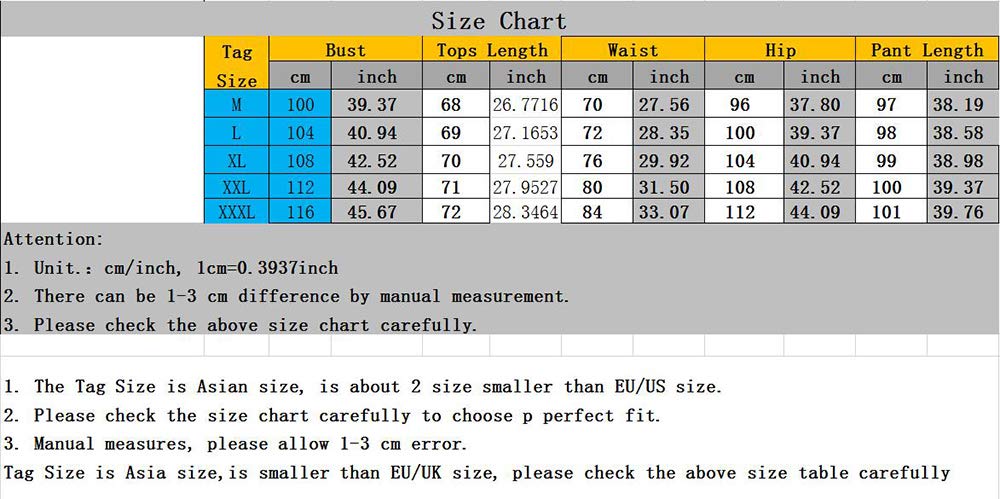 Size Chart
Tag Size Bust Tops Length Waist Hip Pant Length
cm inch cm inch cm inch cm inch cm inch
M 100 39.37 68 26.7716 70 27.56 96 37.80 97 38.19
L 104 40.94 69 27.1653 72 28.35 100 39.37 98 38.58
XL 108 42.52 70 27.559 76 29.92 104 40.94 99 38.98
XXL 112 44.09 71 27.9527 80 31.50 108 42.52 100 39.37
XXXL 116 45.67 72 28.3464 84 33.07 112 44.09 101 39.76
Attention:
1. Unit.: cm/inch, 1cm=0.3937inch
2. There can be 1-3 cm difference by manual measurement.
3. Please check the above size chart carefully.
1. The Tag Size is Asian size, is about 2 size smaller than EU/US size.
2. Please check the size chart carefully to choose p perfect fit.
3. Manual measures, please allow 1-3 cm error.
Tag Size is Asia size,is smaller than EU/UK size, please check the above size table carefully